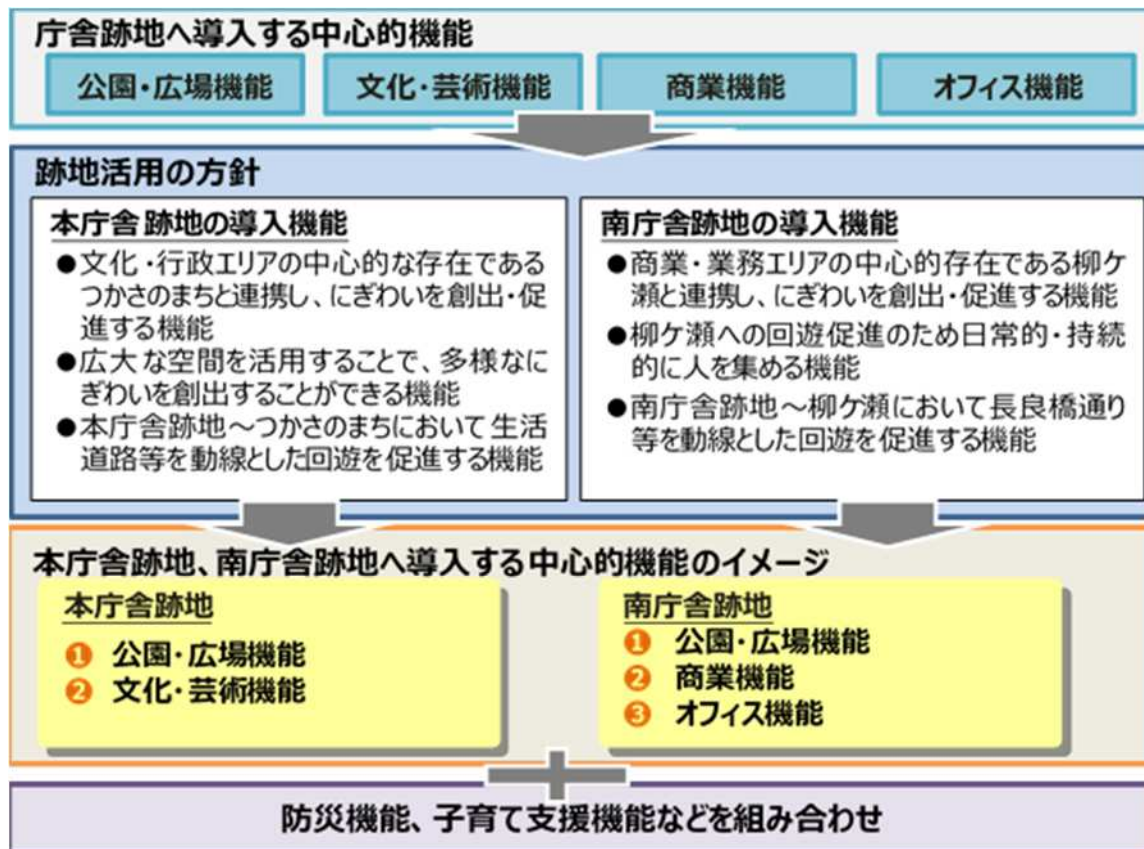 庁舎跡地へ導入する中心的機能
公園・広場機能
文化・芸術機能
商業機能
オフィス機能
跡地活用の方針
本庁舎跡地の導入機能
●文化・行政エリアの中心的な存在である
つかさのまちと連携し、にぎわいを創出・促
進する機能
●広大な空間を活用することで、多様なに
ぎわいを創出することができる機能
●本庁舎跡地～つかさのまちにおいて生活
道路等を動線とした回遊を促進する機能
南庁舎跡地の導入機能
●商業・業務エリアの中心的存在である柳ケ
瀬と連携し、にぎわいを創出・促進する機能
●柳ケ瀬への回遊促進のため日常的・持続
的に人を集める機能
●南庁舎跡地～柳ケ瀬において長良橋通り
等を動線とした回遊を促進する機能
本庁舎跡地、南庁舎跡地へ導入する中心的機能のイメージ
本庁舎跡地
❶ 公園・広場機能
❷ 文化・芸術機能
南庁舎跡地
❶ 公園・広場機能
❷ 商業機能
❸ オフィス機能
防災機能、子育て支援機能などを組み合わせ